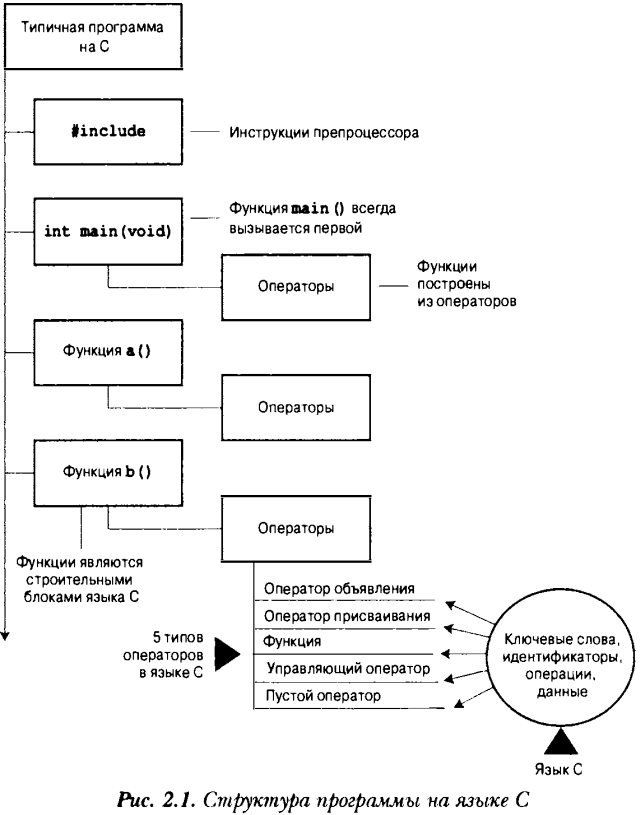 Типичная программа
на C
#include
Инструкции препроцессора
int main(void)
Функция main () всегда
вызывается первой
Операторы
Функции
построены
из операторов
Функция a()
Операторы
Функция b()
Операторы
Функции являются
строительными
блоками языка C
5 типов
операторов
в языке C
Оператор объявления
Оператор присваивания
Функция
Управляющий оператор
Пустой оператор
Ключевые слова,
идентификаторы,
операции,
данные
Язык C
Рис. 2.1. Структура программы на языке C